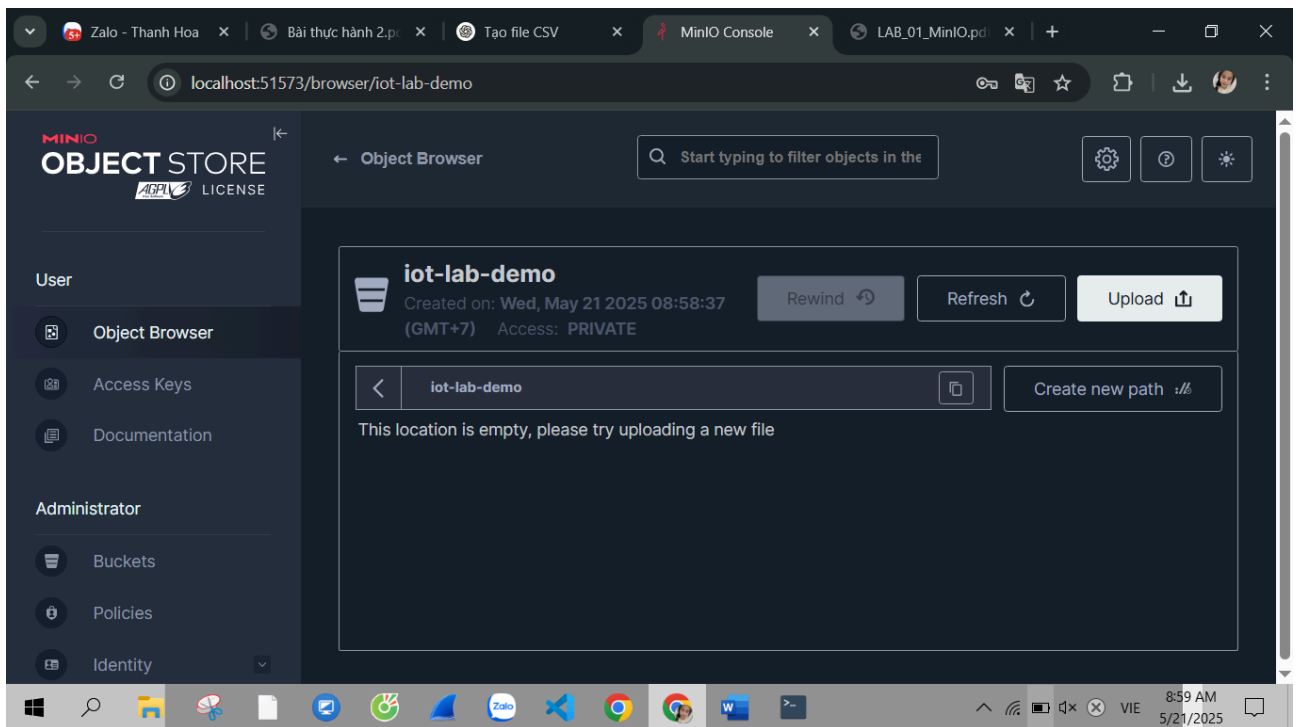 Zalo - Thanh Hoa
Bài thực hành 2.p
Tạo file CSV
MinIO Console
LAB_01_MinIO.pd
localhost:51573/browser/iot-lab-demo
MINIO
OBJECT STORE
AGPLV3 LICENSE
← Object Browser
Start typing to filter objects in the
User
Object Browser
Access Keys
Documentation
Administrator
Buckets
Policies
Identity
iot-lab-demo
Created on: Wed, May 21 2025 08:58:37
(GMT+7) Access: PRIVATE
Rewind
Refresh
Upload
iot-lab-demo
Create new path
This location is empty, please try uploading a new file
Zalo
VIE
8:59 AM
5/21/2025